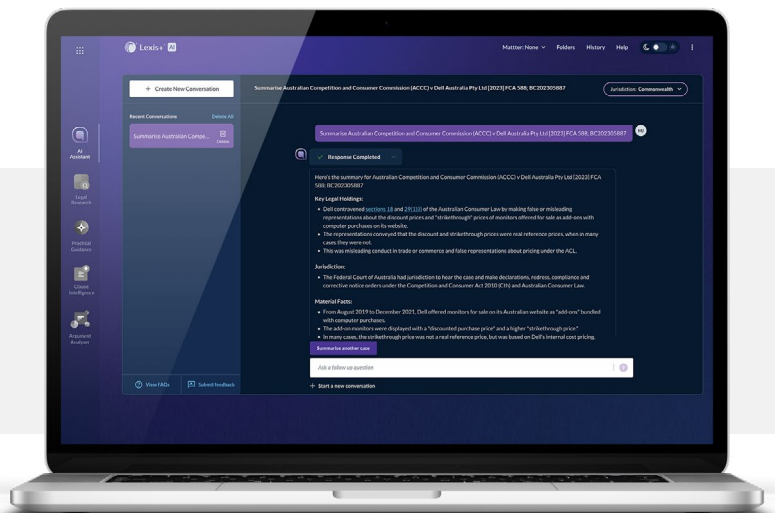 Lexis+ AI
Mattter: None
Folders
History
Help
+ Create New Conversation
Summarise Australian Competition and Consumer Commission (ACCC) v Dell Australia Pty Ltd [2023] FCA 588; BC202305887
Jurisdiction: Commonwealth
Recent Conversations
Delete All
Summarise Australian Compe...
Delete
Summarise Australian Competition and Consumer Commission (ACCC) v Dell Australia Pty Ltd [2023] FCA 588; BC202305887
AI
Assistant
Response Completed
Here's the summary for Australian Competition and Consumer Commission (ACCC) v Dell Australia Pty Ltd [2023] FCA
588; BC202305887
Legal
Research
Key Legal Holdings:
• Dell contravened sections 18 and 29(1)(i) of the Australian Consumer Law by making false or misleading
representations about the discount prices and "strikethrough" prices of monitors offered for sale as add-ons with
computer purchases on its website.
• The representations conveyed that the discount and strikethrough prices were real reference prices, when in many
cases they were not.
• This was misleading conduct in trade or commerce and false representations about pricing under the ACL.
Practical
Guidance
Jurisdiction:
• The Federal Court of Australia had jurisdiction to hear the case and make declarations, redress, compliance and
corrective notice orders under the Competition and Consumer Act 2010 (Cth) and Australian Consumer Law.
Clause
Intelligence
Material Facts:
• From August 2019 to December 2021, Dell offered monitors for sale on its Australian website as "add-ons" bundled
with computer purchases.
• The add-on monitors were displayed with a "discounted purchase price" and a higher "strikethrough price."
• In many cases, the strikethrough price was not a real reference price, but was based on Dell's internal cost pricing.
Argument
Analyser
Summarise another case
Ask a follow up question
+ Start a new conversation
View FAQs
Submit feedback